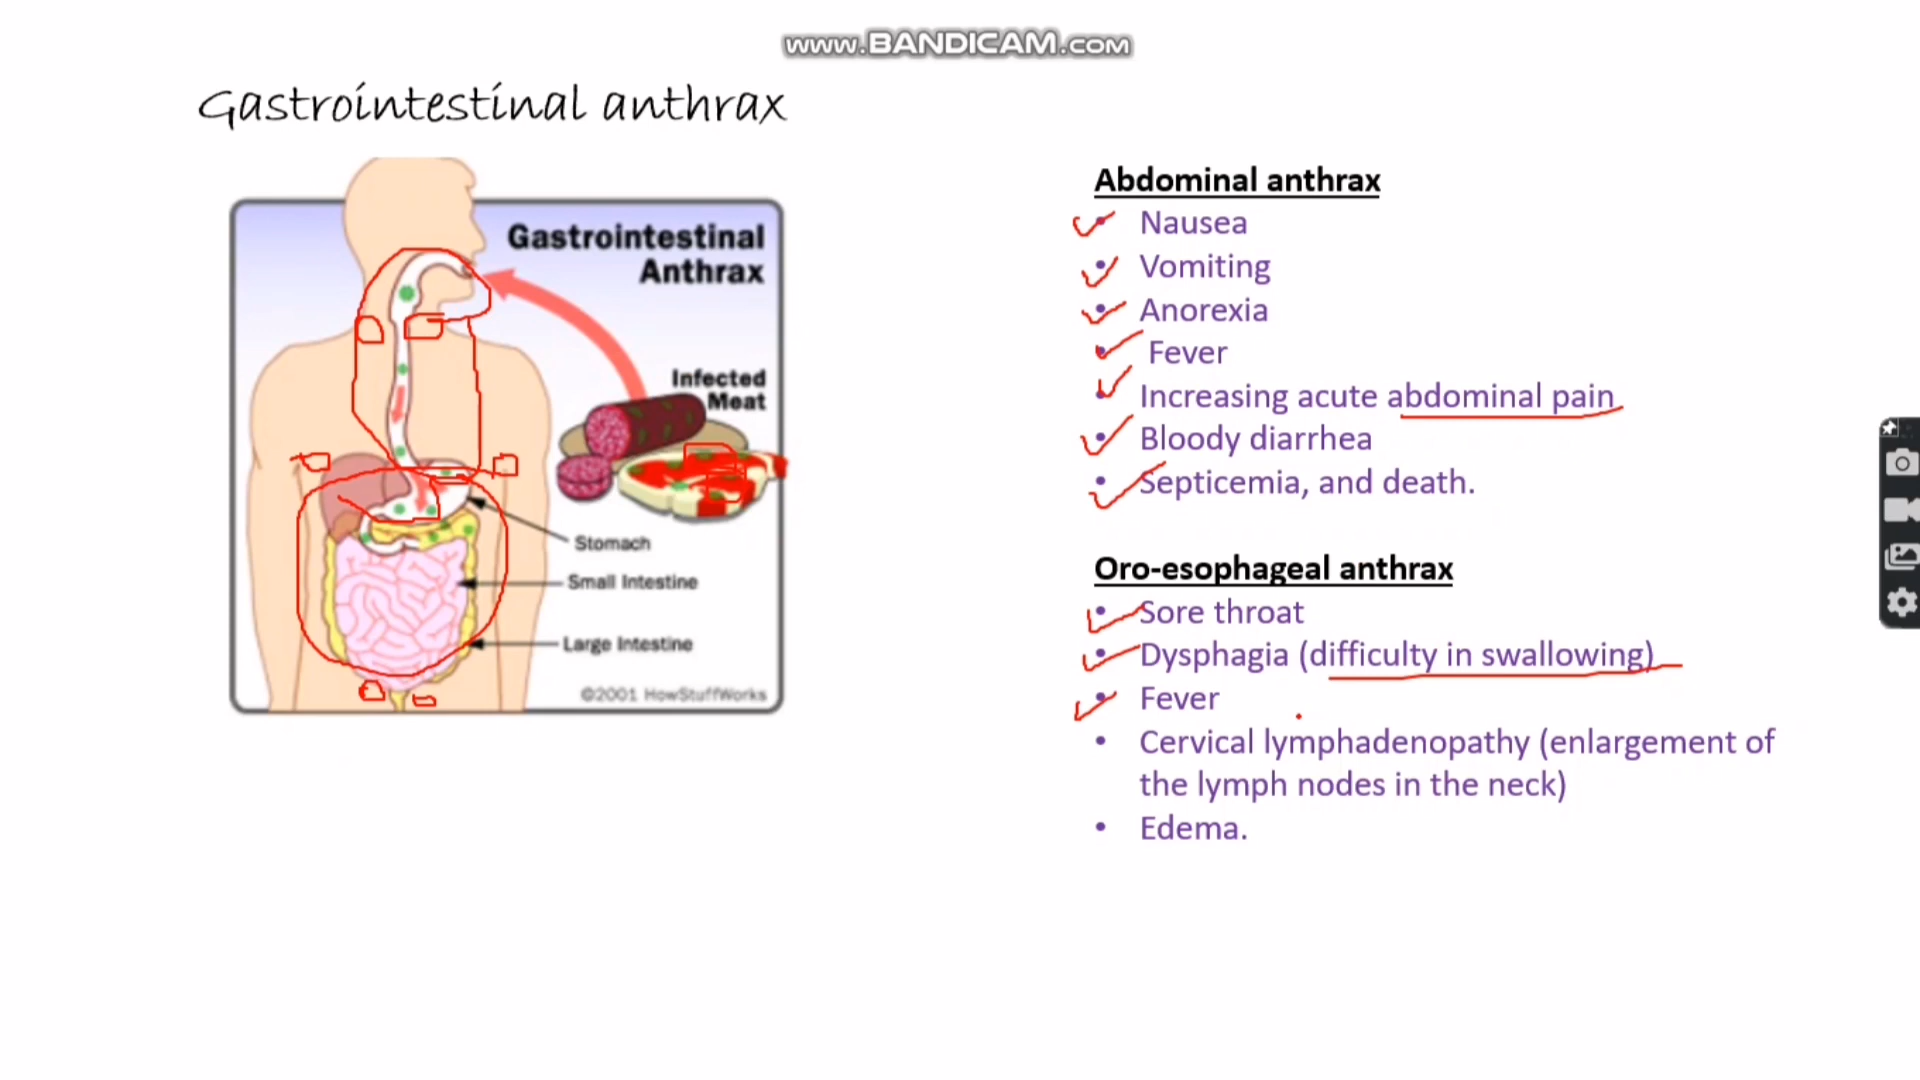 www.BANDICAM.com
Gastrointestinal anthrax
Gastrointestinal
Anthrax
Infected
Meat
Stomach
Small Intestine
Large Intestine
©2001 HowStuffWorks
Abdominal anthrax
• Nausea
• Vomiting
• Anorexia
• Fever
• Increasing acute abdominal pain
• Bloody diarrhea
• Septicemia, and death.
Oro-esophageal anthrax
• Sore throat
• Dysphagia (difficulty in swallowing)
• Fever
• Cervical lymphadenopathy (enlargement of
the lymph nodes in the neck)
• Edema.